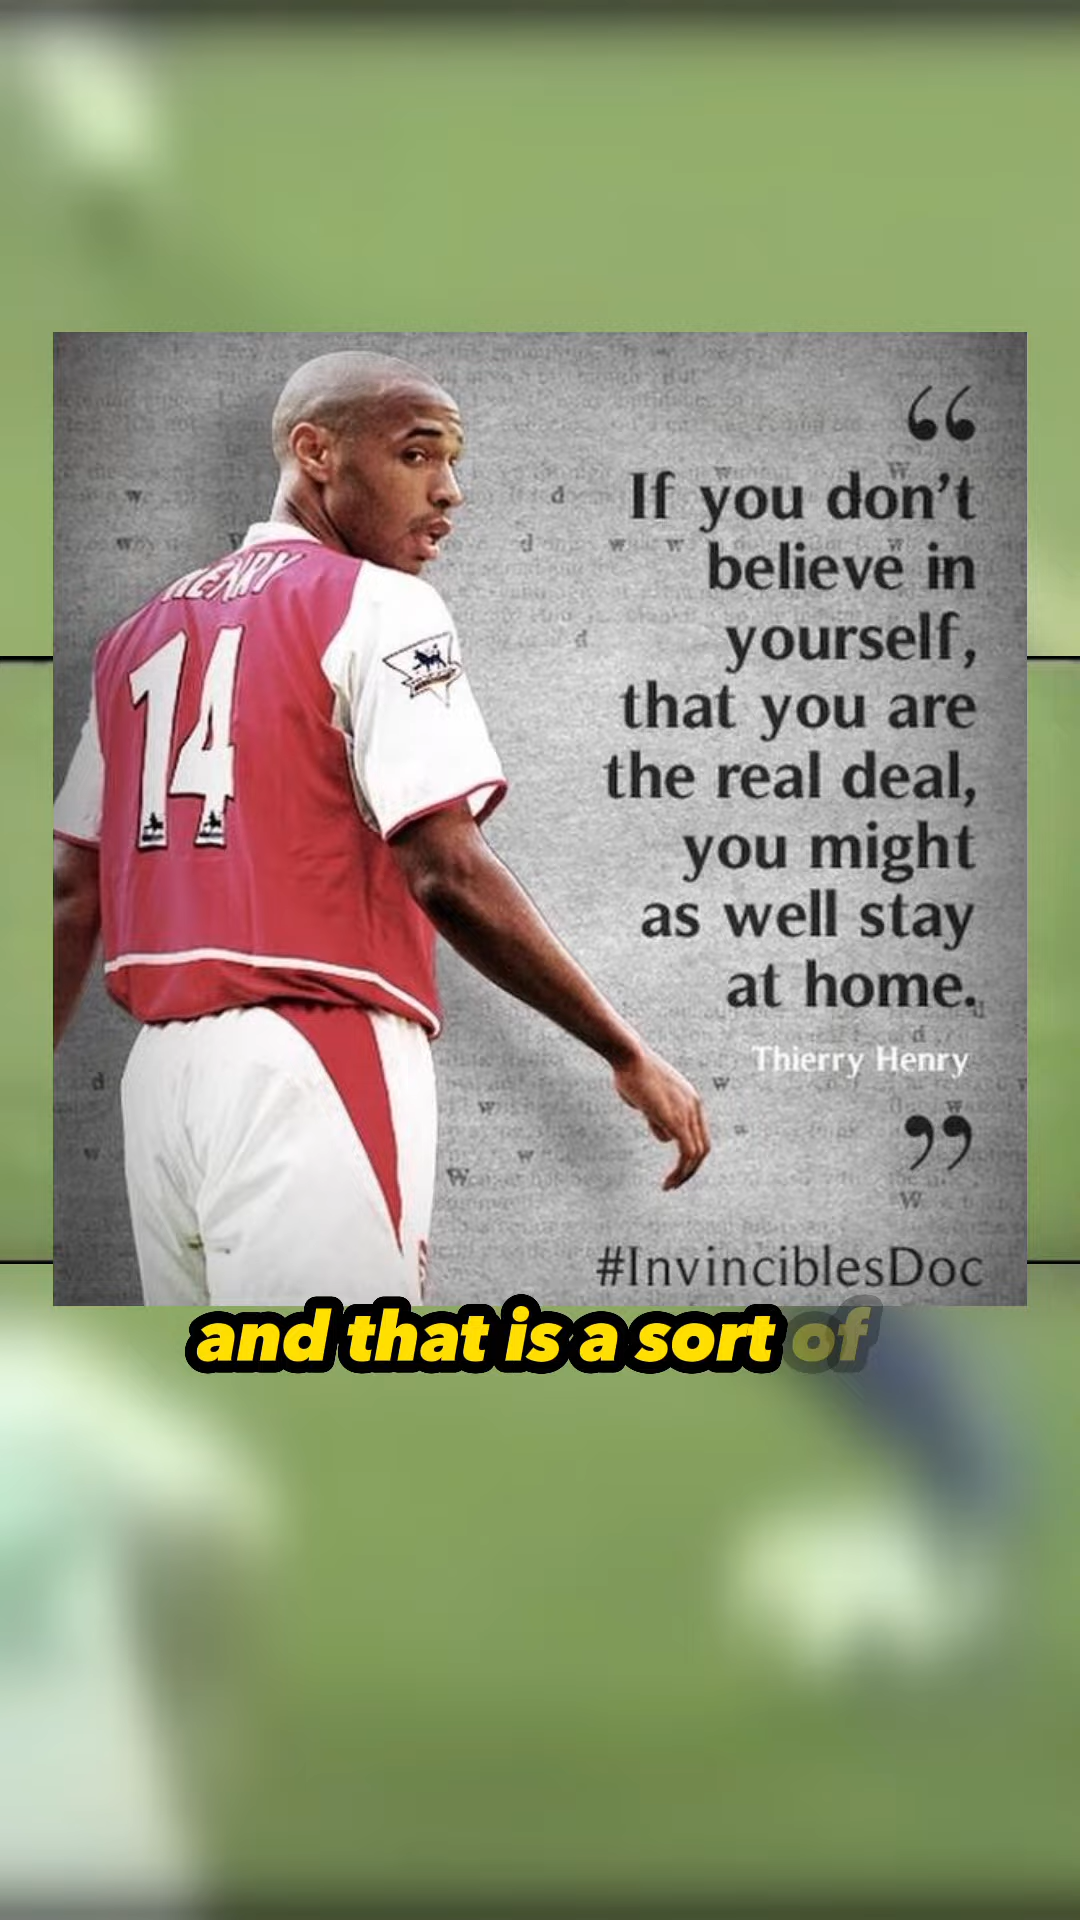 HENRY
14
“
If you don’t
believe in
yourself,
that you are
the real deal,
you might
as well stay
at home.
Thierry Henry
”
#InvinciblesDoc
and that is a sort of